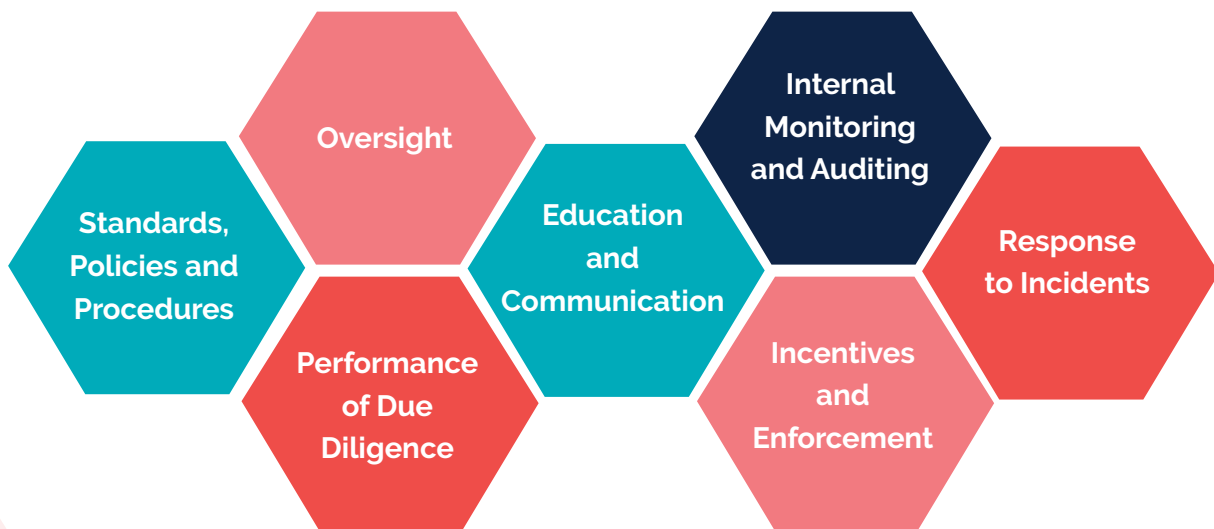 Standards,
Policies and
Procedures
Oversight
Performance
of Due
Diligence
Education
and
Communication
Internal
Monitoring
and Auditing
Incentives
and
Enforcement
Response
to Incidents